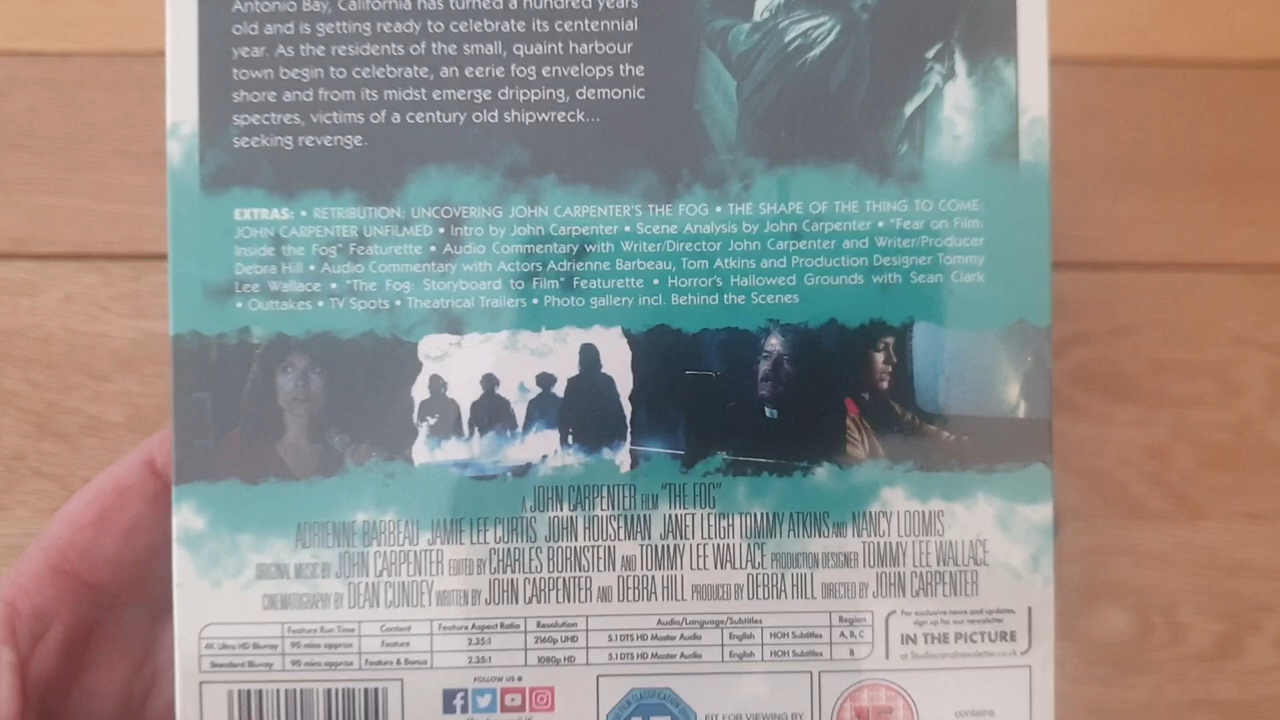 Antonio Bay, California has turned a hundred years
old and is getting ready to celebrate its centennial
year. As the residents of the small, quaint harbour
town begin to celebrate, an eerie fog envelops the
shore and from its midst emerge dripping, demonic
spectres, victims of a century old shipwreck...
seeking revenge.
EXTRAS: • RETRIBUTION: UNCOVERING JOHN CARPENTER'S THE FOG • THE SHAPE OF THE THING TO COME:
JOHN CARPENTER UNFILMED • Intro by John Carpenter • Scene Analysis by John Carpenter • "Fear on Film:
Inside the Fog" Featurette • Audio Commentary with Writer/Director John Carpenter and Writer/Producer
Debra Hill • Audio Commentary with Actors Adrienne Barbeau, Tom Atkins and Production Designer Tommy
Lee Wallace • "The Fog: Storyboard to Film" Featurette • Horror's Hallowed Grounds with Sean Clark
• Outtakes • TV Spots • Theatrical Trailers • Photo gallery incl. Behind the Scenes
A JOHN CARPENTER FILM "THE FOG"
ADRIENNE BARBEAU JAMIE LEE CURTIS JOHN HOUSEMAN JANET LEIGH TOMMY ATKINS AND NANCY LOOMIS
ORIGINAL MUSIC BY JOHN CARPENTER EDITED BY CHARLES BORNSTEIN AND TOMMY LEE WALLACE PRODUCTION DESIGNER TOMMY LEE WALLACE
CINEMATOGRAPHY BY DEAN CUNDEY WRITTEN BY JOHN CARPENTER AND DEBRA HILL PRODUCED BY DEBRA HILL DIRECTED BY JOHN CARPENTER
Feature Run Time Content Feature Aspect Ratio Resolution Audio/Language/Subtitles Region
4K Ultra HD Blu-ray 90 mins approx Feature 2.35:1 2160p UHD 5.1 DTS HD Master Audio English HOH Subtitles A, B, C
Standard Blu-ray 90 mins approx Feature & Bonus 2.35:1 1080p HD 5.1 DTS HD Master Audio English HOH Subtitles B
For exclusive news and updates,
sign up for our newsletter
IN THE PICTURE
at Studiocanalnewsletter.co.uk
FOLLOW US
FILM CLASSIFICATION
FIT FOR VIEWING BY
contains